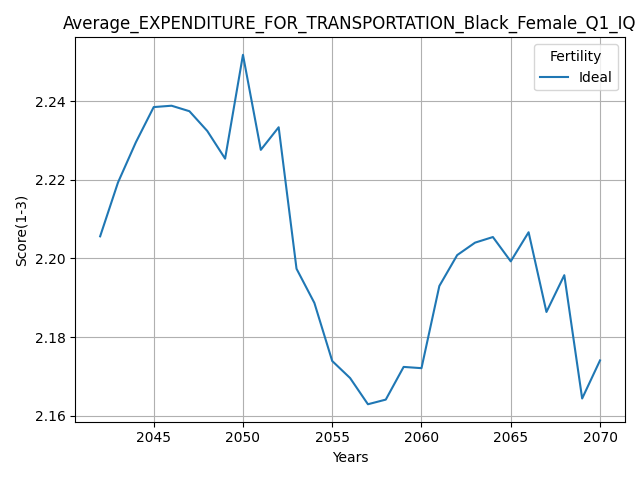 Average_EXPENDITURE_FOR_TRANSPORTATION_Black_Female_Q1_IQ
Fertility
Ideal
2.24
2.22
2.20
2.18
2.16
Score(1-3)
2045 2050 2055 2060 2065 2070
Years